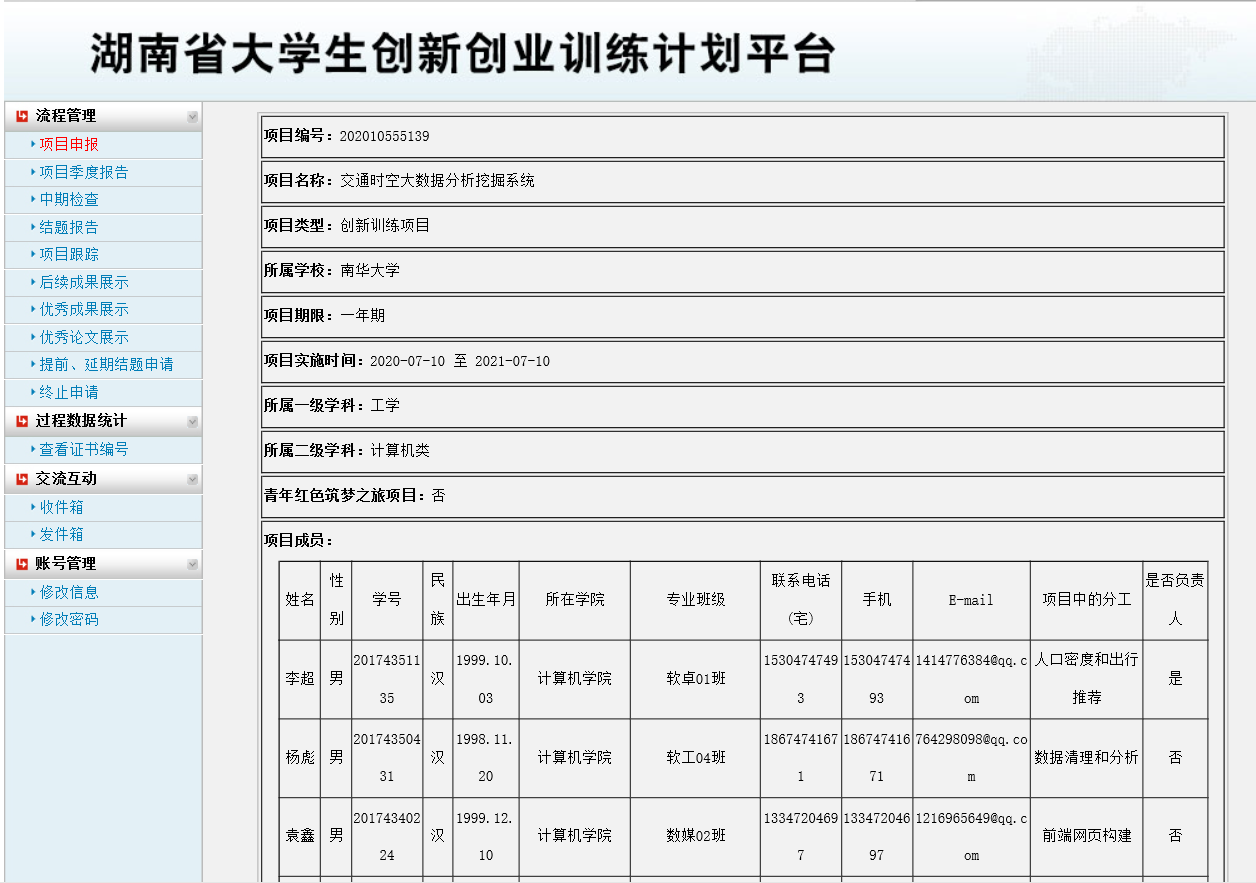 湖南省大学生创新创业训练计划平台
流程管理
项目申报
项目季度报告
中期检查
结题报告
项目跟踪
后续成果展示
优秀成果展示
优秀论文展示
提前、延期结题申请
终止申请
过程数据统计
查看证书编号
交流互动
收件箱
发件箱
账号管理
修改信息
修改密码
项目编号：202010555139
项目名称：交通时空大数据分析挖掘系统
项目类型：创新训练项目
所属学校：南华大学
项目期限：一年期
项目实施时间：2020-07-10 至 2021-07-10
所属一级学科：工学
所属二级学科：计算机类
青年红色筑梦之旅项目：否
项目成员：
姓名 性别 学号 民族 出生年月 所在学院 专业班级 联系电话（宅） 手机 E-mail 项目中的分工 是否负责人
李超 男 20174351135 汉 1999.10.03 计算机学院 软卓01班 15304747493 15304747493 1414776384@qq.com 人口密度和出行推荐 是
杨彪 男 20174350431 汉 1998.11.20 计算机学院 软工04班 18674741671 18674741671 764298098@qq.com 数据清理和分析 否
袁鑫 男 20174340224 汉 1999.12.10 计算机学院 数媒02班 13347204697 13347204697 1216965649@qq.com 前端网页构建 否